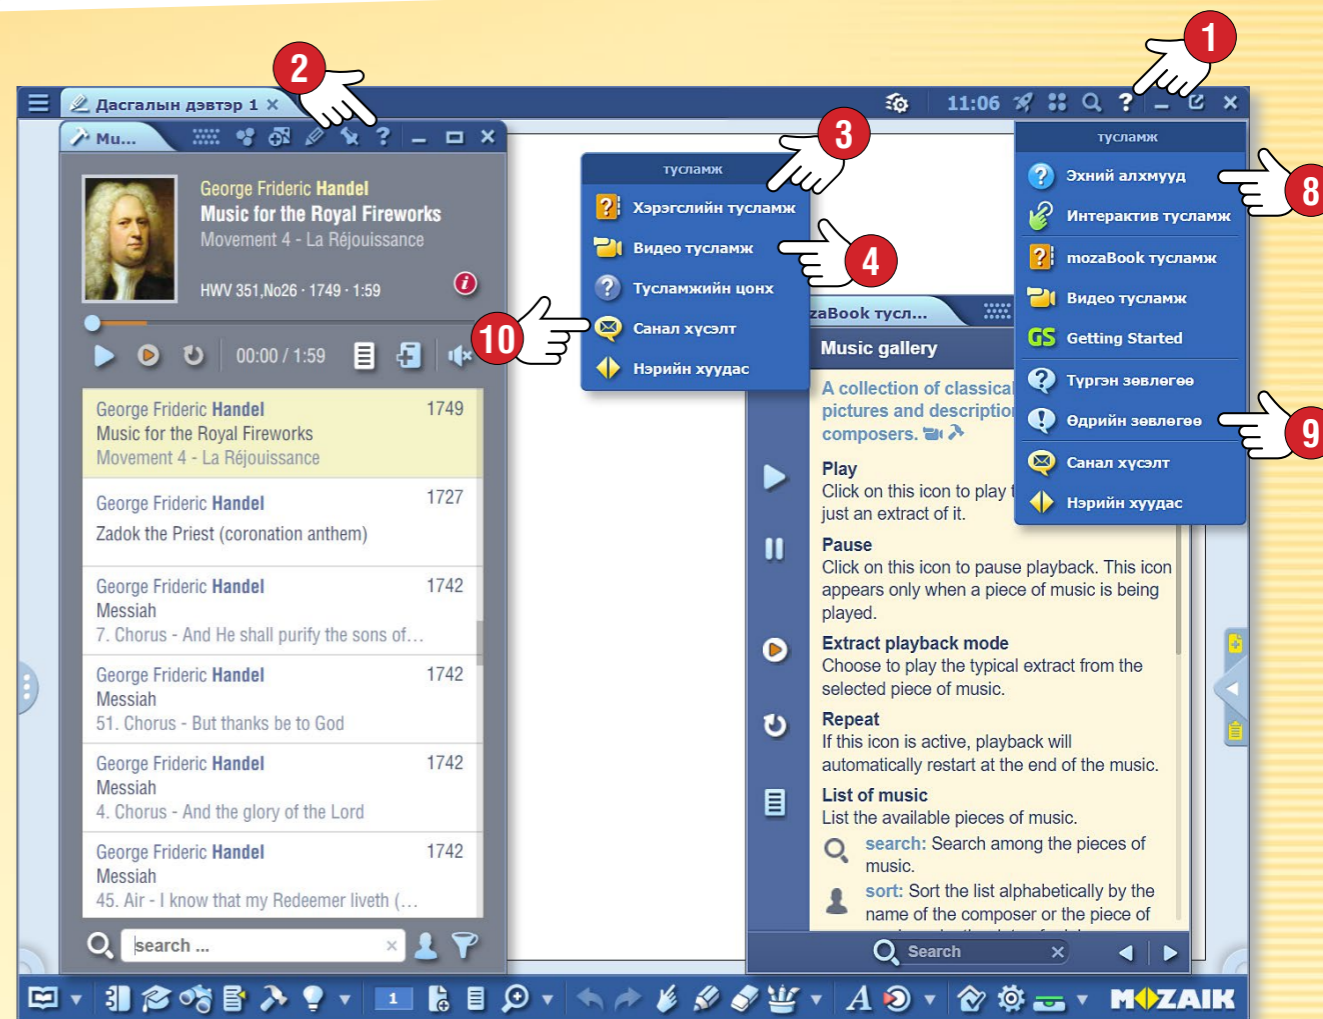 1
2
Дасгалын дэвтэр 1
11:06
Mu...
George Frideric Handel
Music for the Royal Fireworks
Movement 4 - La Réjouissance
HWV 351,No26 · 1749 · 1:59
00:00 / 1:59
George Frideric Handel 1749
Music for the Royal Fireworks
Movement 4 - La Réjouissance
George Frideric Handel 1727
Zadok the Priest (coronation anthem)
George Frideric Handel 1742
Messiah
7. Chorus - And He shall purify the sons of…
George Frideric Handel 1742
Messiah
51. Chorus - But thanks be to God
George Frideric Handel 1742
Messiah
4. Chorus - And the glory of the Lord
George Frideric Handel 1742
Messiah
45. Air - I know that my Redeemer liveth (…
search ...
3
тусламж
Хэрэгслийн тусламж
Видео тусламж
4
Тусламжийн цонх
10
Санал хүсэлт
Нэрийн хуудас
тусламж
Эхний алхмууд
8
Интерактив тусламж
mozaBook тусламж
Видео тусламж
GS Getting Started
Түргэн зөвлөгөө
Өдрийн зөвлөгөө
9
Санал хүсэлт
Нэрийн хуудас
zaBook тусл...
Music gallery
A collection of classical
pictures and descriptio
composers.
Play
Click on this icon to play t
just an extract of it.
Pause
Click on this icon to pause playback. This icon
appears only when a piece of music is being
played.
Extract playback mode
Choose to play the typical extract from the
selected piece of music.
Repeat
If this icon is active, playback will
automatically restart at the end of the music.
List of music
List the available pieces of music.
search: Search among the pieces of
music.
sort: Sort the list alphabetically by the
name of the composer or the piece of
Search
1
MOZAIK